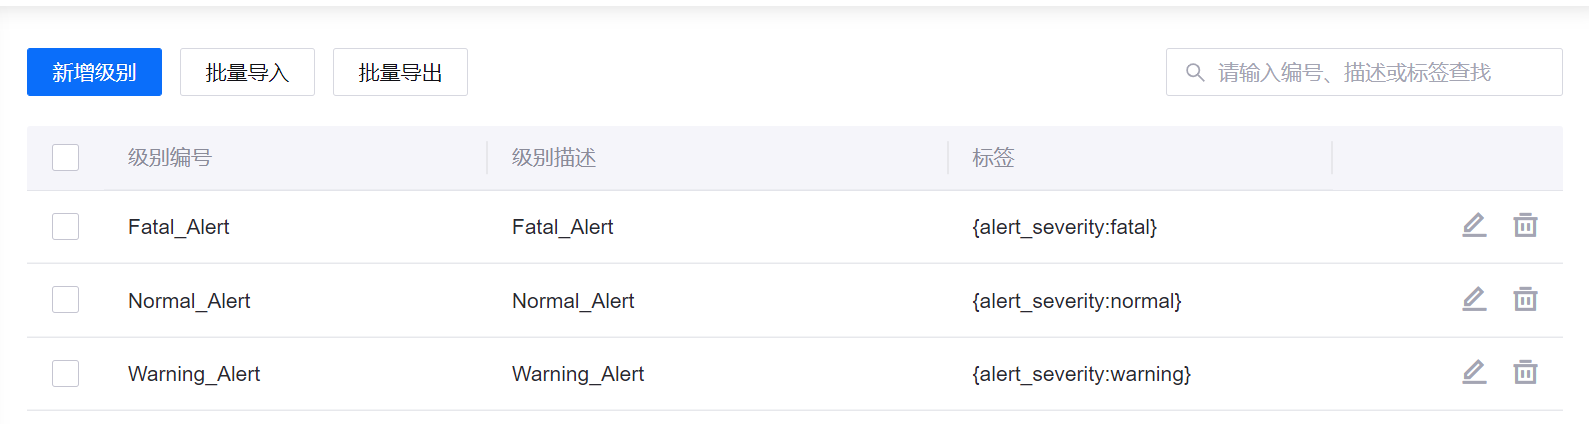 新增级别 批量导入 批量导出 请输入编号、描述或标签查找
级别编号 级别描述 标签
Fatal_Alert Fatal_Alert {alert_severity:fatal}
Normal_Alert Normal_Alert {alert_severity:normal}
Warning_Alert Warning_Alert {alert_severity:warning}